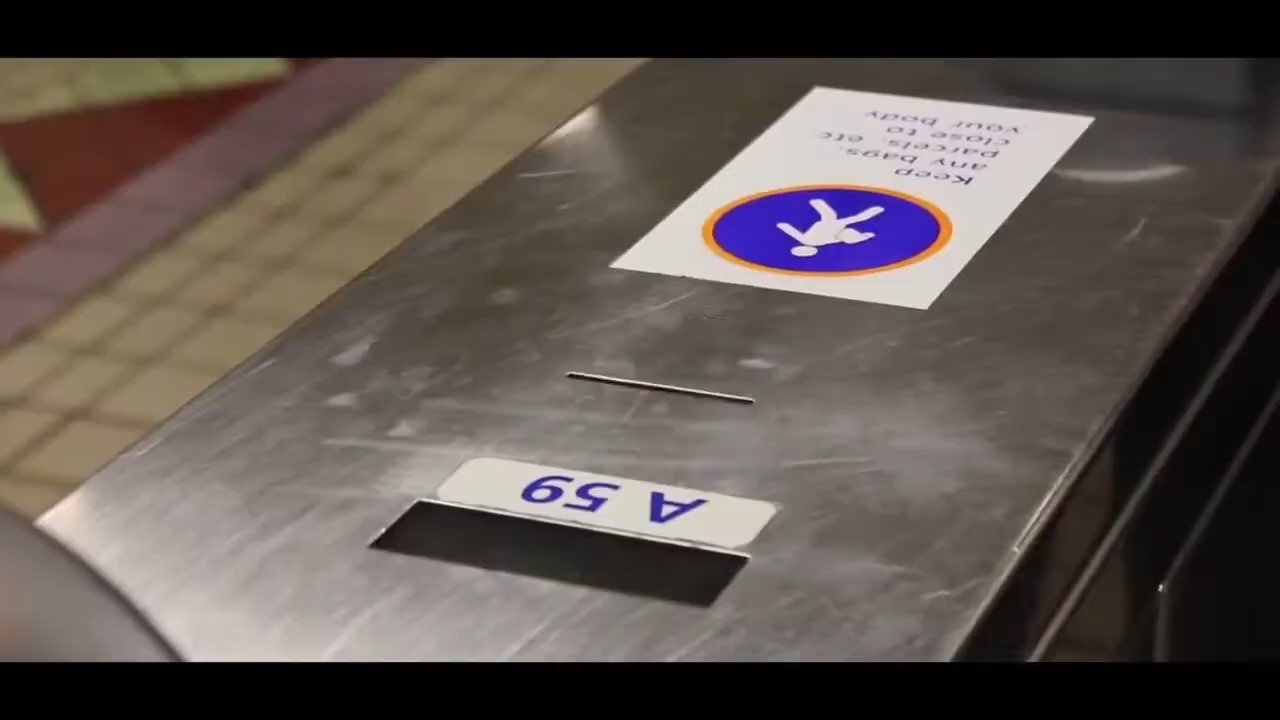 Keep
any bags,
parcels, etc
close to
your body
A 59